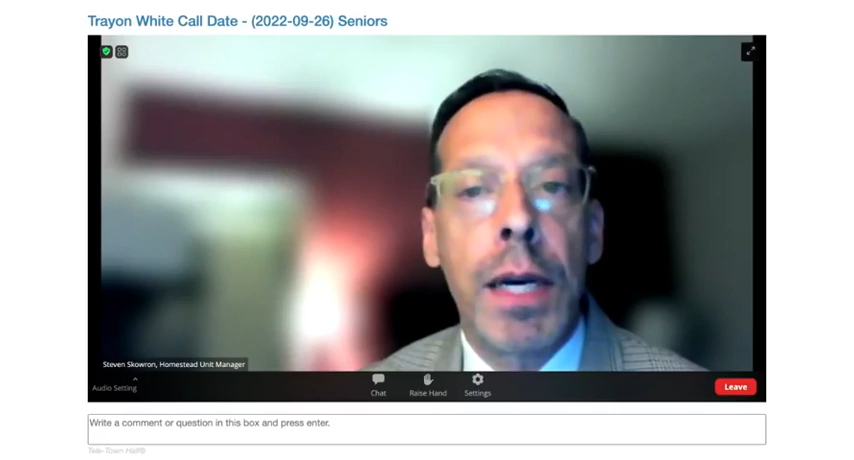 Trayon White Call Date - (2022-09-26) Seniors
Steven Skowron, Homestead Unit Manager
Audio Setting
Chat
Raise Hand
Settings
Leave
Write a comment or question in this box and press enter.
Tele-Town Hall®